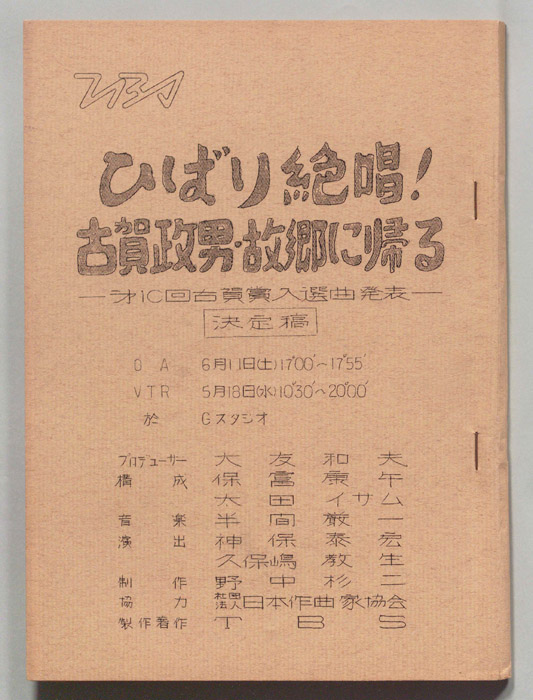 TBS
ひばり絶唱!
古賀政男・故郷に帰る
―才10回古賀賞入選曲発表―
決定稿
OA 6月11日(土)17°00'~17°55'
VTR 5月18日(水)10°30'~20°00'
於 Gスタジオ
プロデューサー 大友和夫
構成 保富康午
大田イサム
音楽 半間巌一
演出 神保泰宏
久保嶋教生
制作 野中杉二
協力 社団法人日本作曲家協会
製作著作 TBS